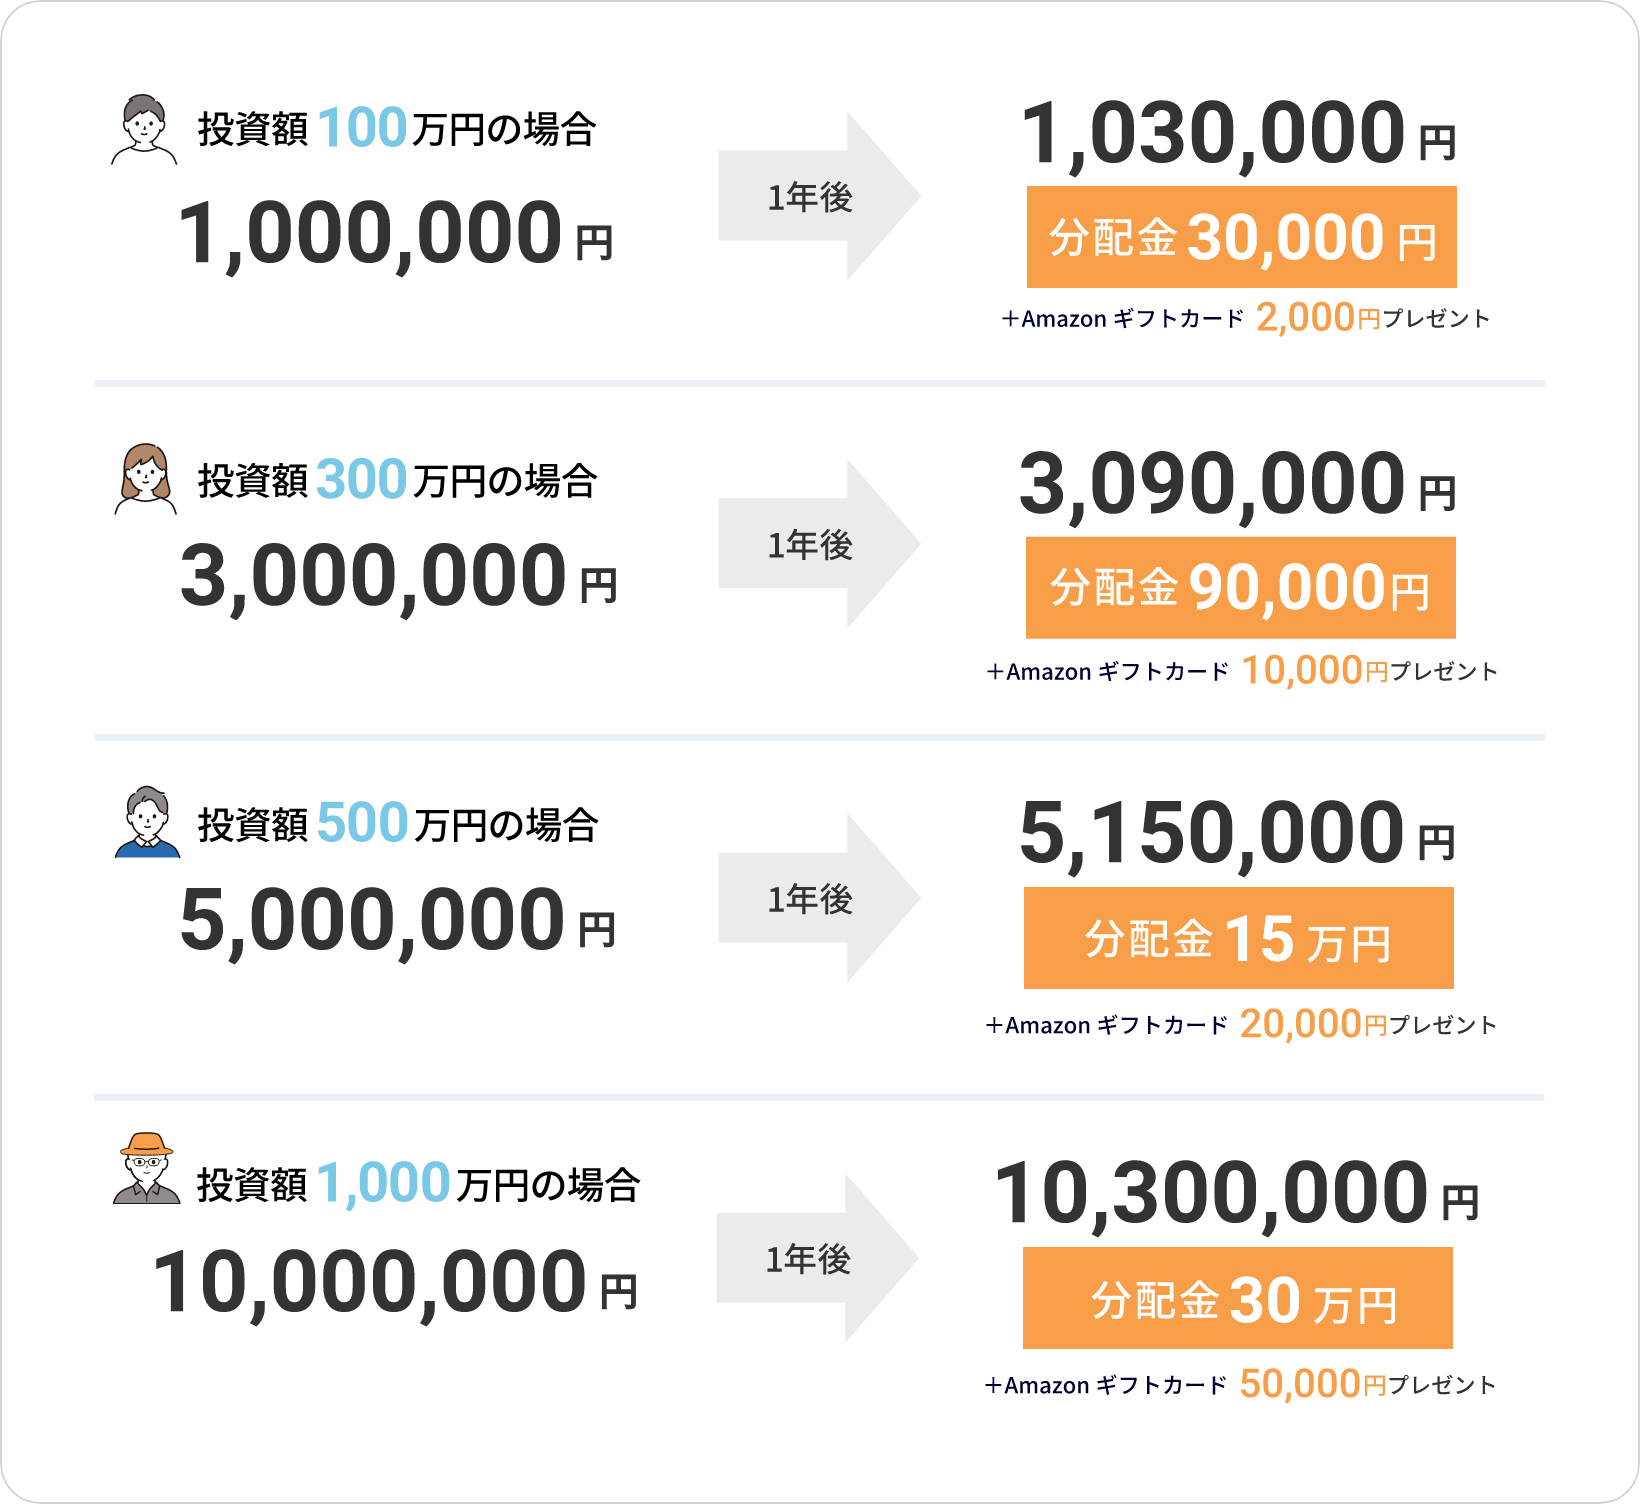 投資額 100 万円の場合
1,000,000 円
1年後
1,030,000 円
分配金 30,000 円
＋Amazon ギフトカード 2,000円プレゼント
投資額 300 万円の場合
3,000,000 円
1年後
3,090,000 円
分配金 90,000円
＋Amazon ギフトカード 10,000円プレゼント
投資額 500 万円の場合
5,000,000 円
1年後
5,150,000 円
分配金 15 万円
＋Amazon ギフトカード 20,000円プレゼント
投資額 1,000 万円の場合
10,000,000 円
1年後
10,300,000 円
分配金 30 万円
＋Amazon ギフトカード 50,000円プレゼント